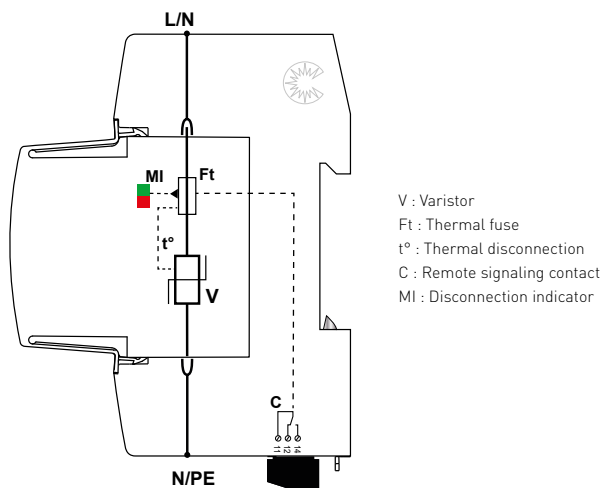 L/N
MI
Ft
t°
V
C
11
12
14
N/PE
V : Varistor
Ft : Thermal fuse
t° : Thermal disconnection
C : Remote signaling contact
MI : Disconnection indicator